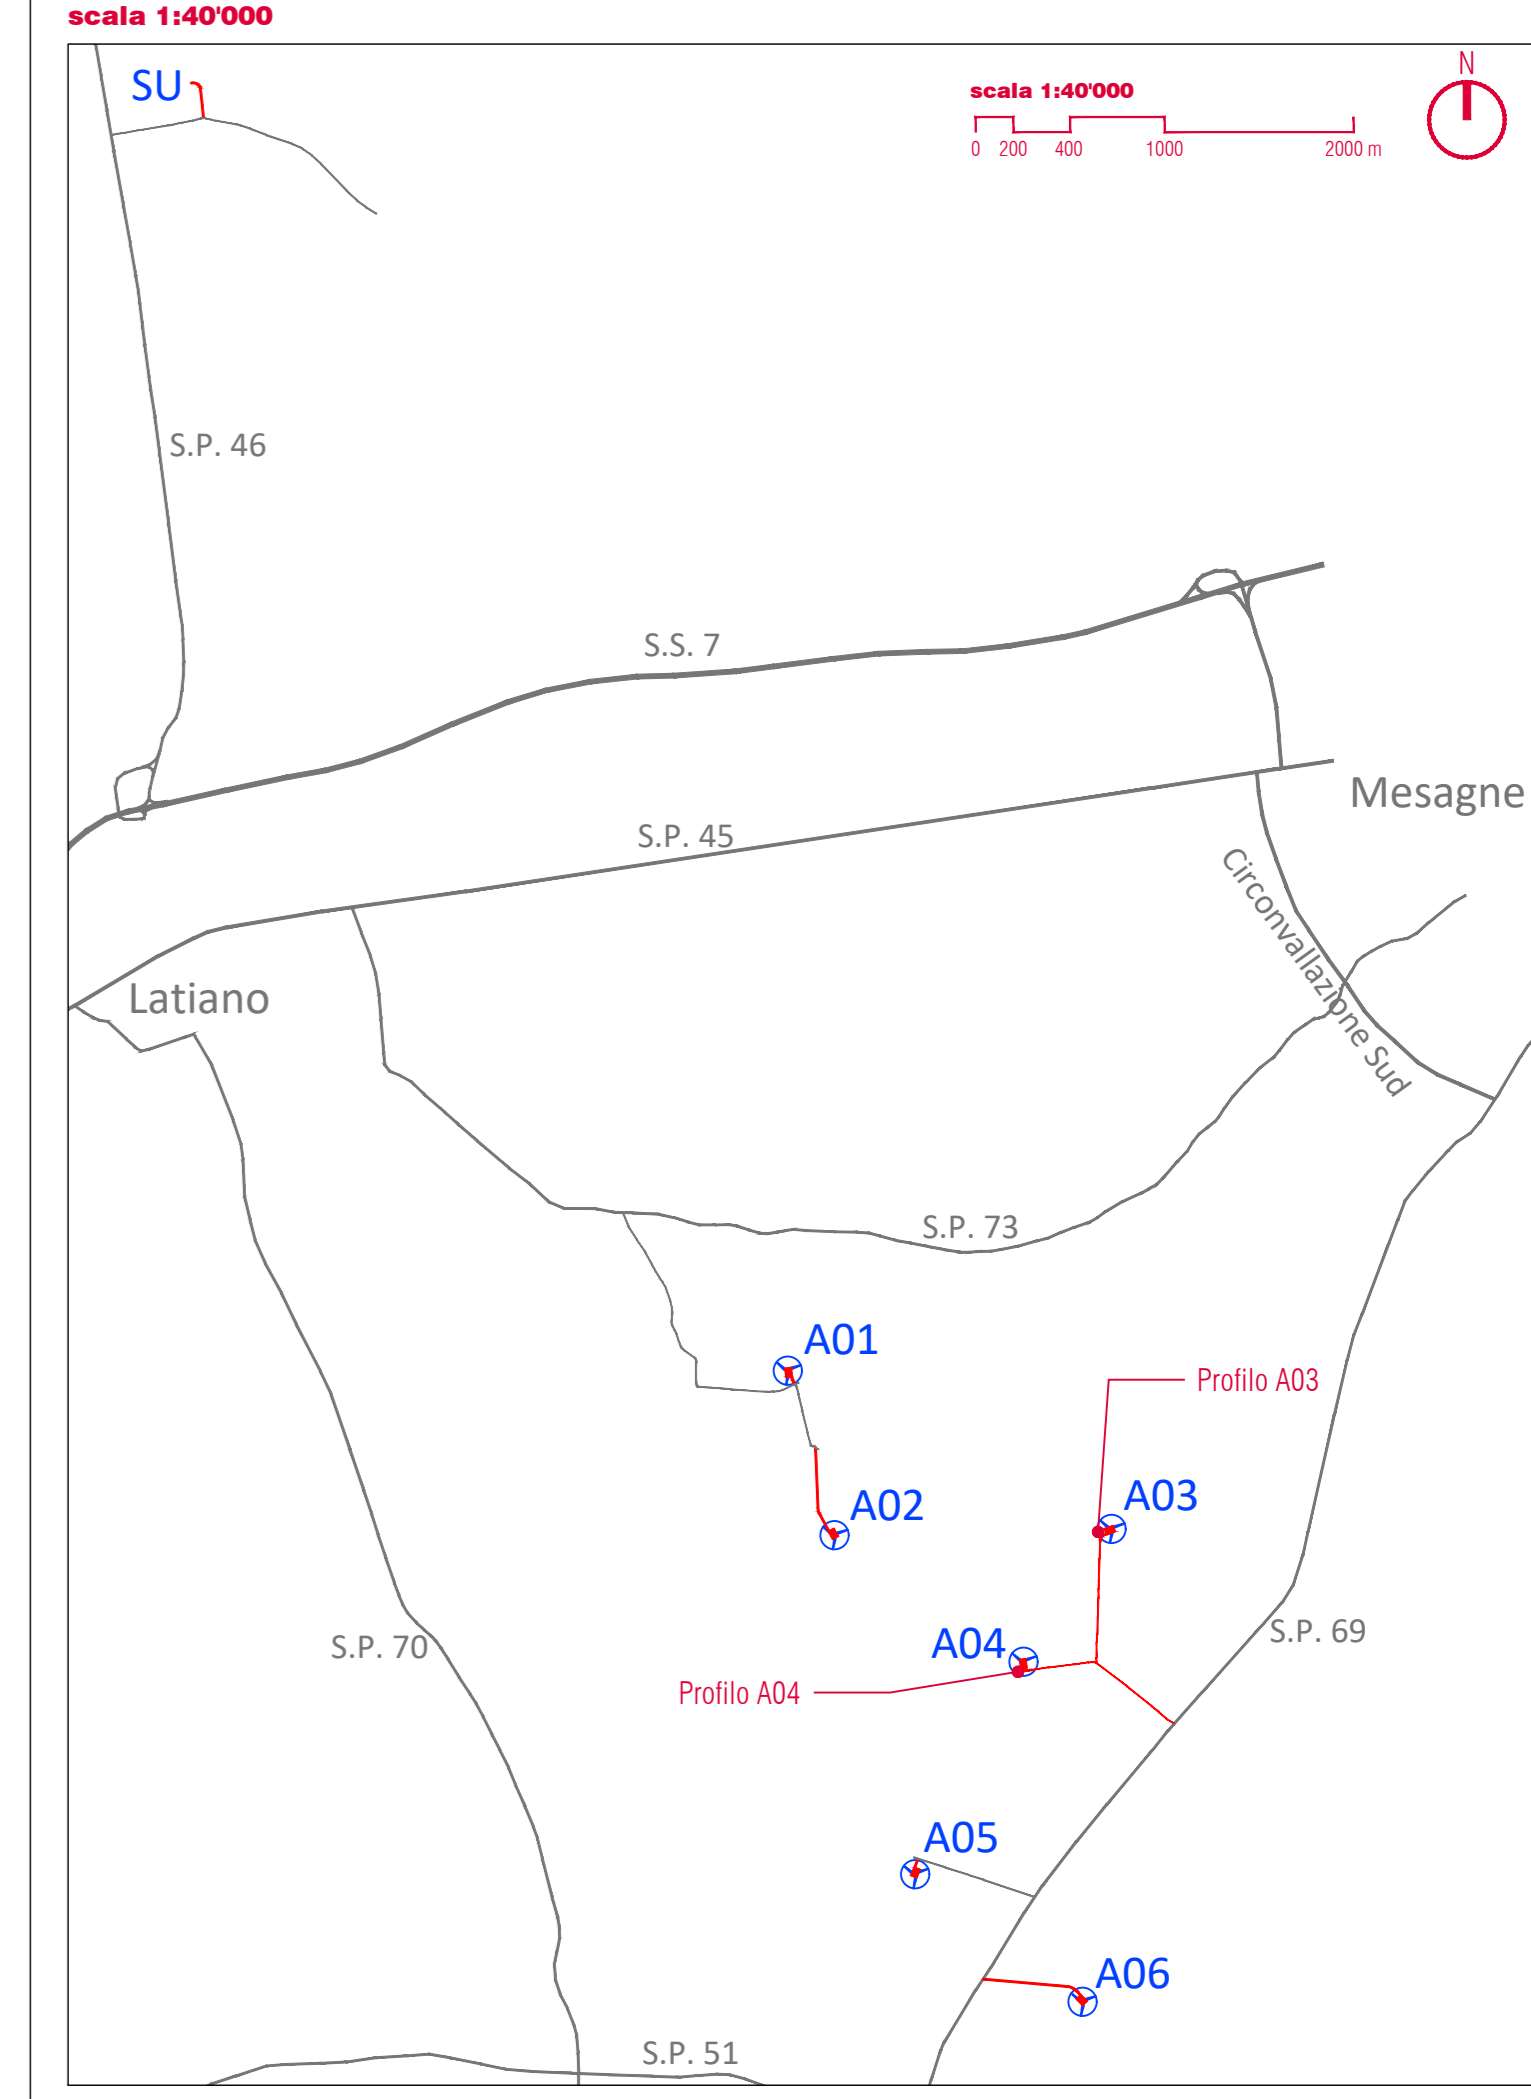 scala 1:40'000
SU
scala 1:40'000
N
0 200 400 1000 2000 m
S.P. 46
S.S. 7
Mesagne
S.P. 45
Circonvallazione Sud
Latiano
S.P. 73
A01
Profilo A03
A02
A03
S.P. 69
A04
S.P. 70
Profilo A04
A05
A06
S.P. 51